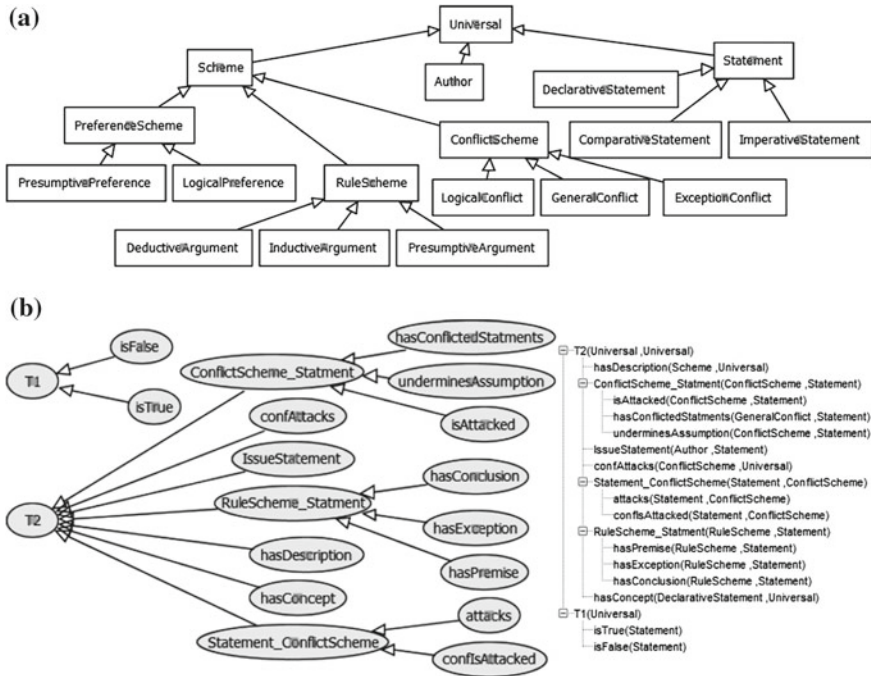 (a)
Universal
Scheme
Author
Statement
DeclarativeStatement
PreferenceScheme
ConflictScheme
ComparativeStatement
ImperativeStatement
PresumptivePreference
LogicalPreference
RuleScheme
LogicalConflict
GeneralConflict
ExceptionConflict
DeductiveArgument
InductiveArgument
PresumptiveArgument
(b)
T1
isFalse
isTrue
T2
ConflictScheme_Statment
hasConflictedStatments
underminesAssumption
isAttacked
confAttacks
IssueStatement
RuleScheme_Statment
hasConclusion
hasException
hasPremise
hasDescription
hasConcept
Statement_ConflictScheme
attacks
confIsAttacked
T2(Universal ,Universal)
hasDescription(Scheme ,Universal)
ConflictScheme_Statment(ConflictScheme ,Statement)
isAttacked(ConflictScheme ,Statement)
hasConflictedStatments(GeneralConflict ,Statement)
underminesAssumption(ConflictScheme ,Statement)
IssueStatement(Author ,Statement)
confAttacks(ConflictScheme ,Universal)
Statement_ConflictScheme(Statement ,ConflictScheme)
attacks(Statement ,ConflictScheme)
confIsAttacked(Statement ,ConflictScheme)
RuleScheme_Statment(RuleScheme ,Statement)
hasPremise(RuleScheme ,Statement)
hasException(RuleScheme ,Statement)
hasConclusion(RuleScheme ,Statement)
hasConcept(DeclarativeStatement ,Universal)
T1(Universal)
isTrue(Statement)
isFalse(Statement)